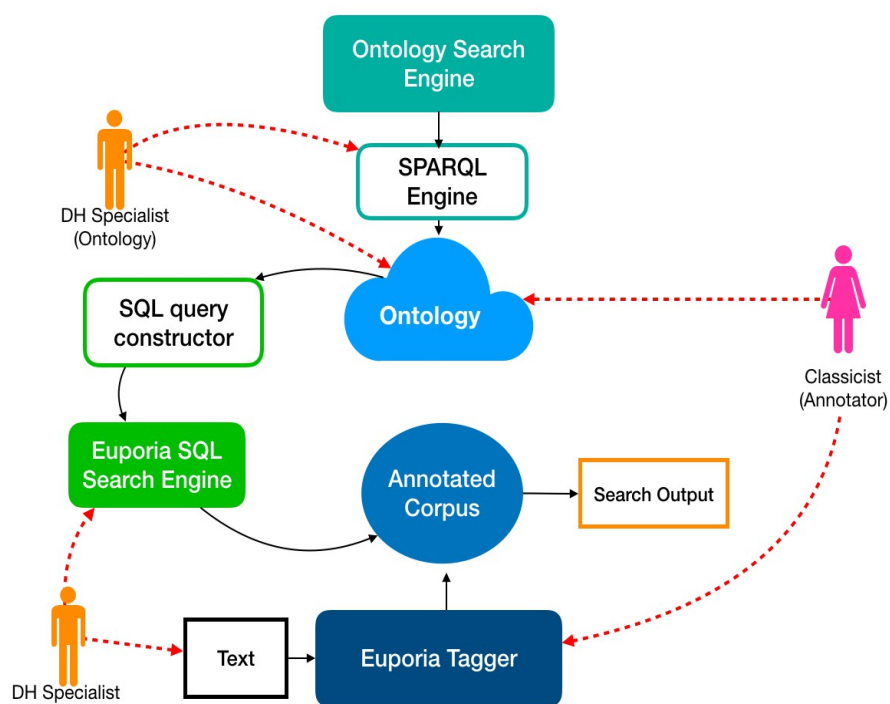 Ontology Search
Engine
SPARQL
Engine
DH Specialist
(Ontology)
Ontology
SQL query
constructor
Classicist
(Annotator)
Euporia SQL
Search Engine
Annotated
Corpus
Search Output
Text
Euporia Tagger
DH Specialist